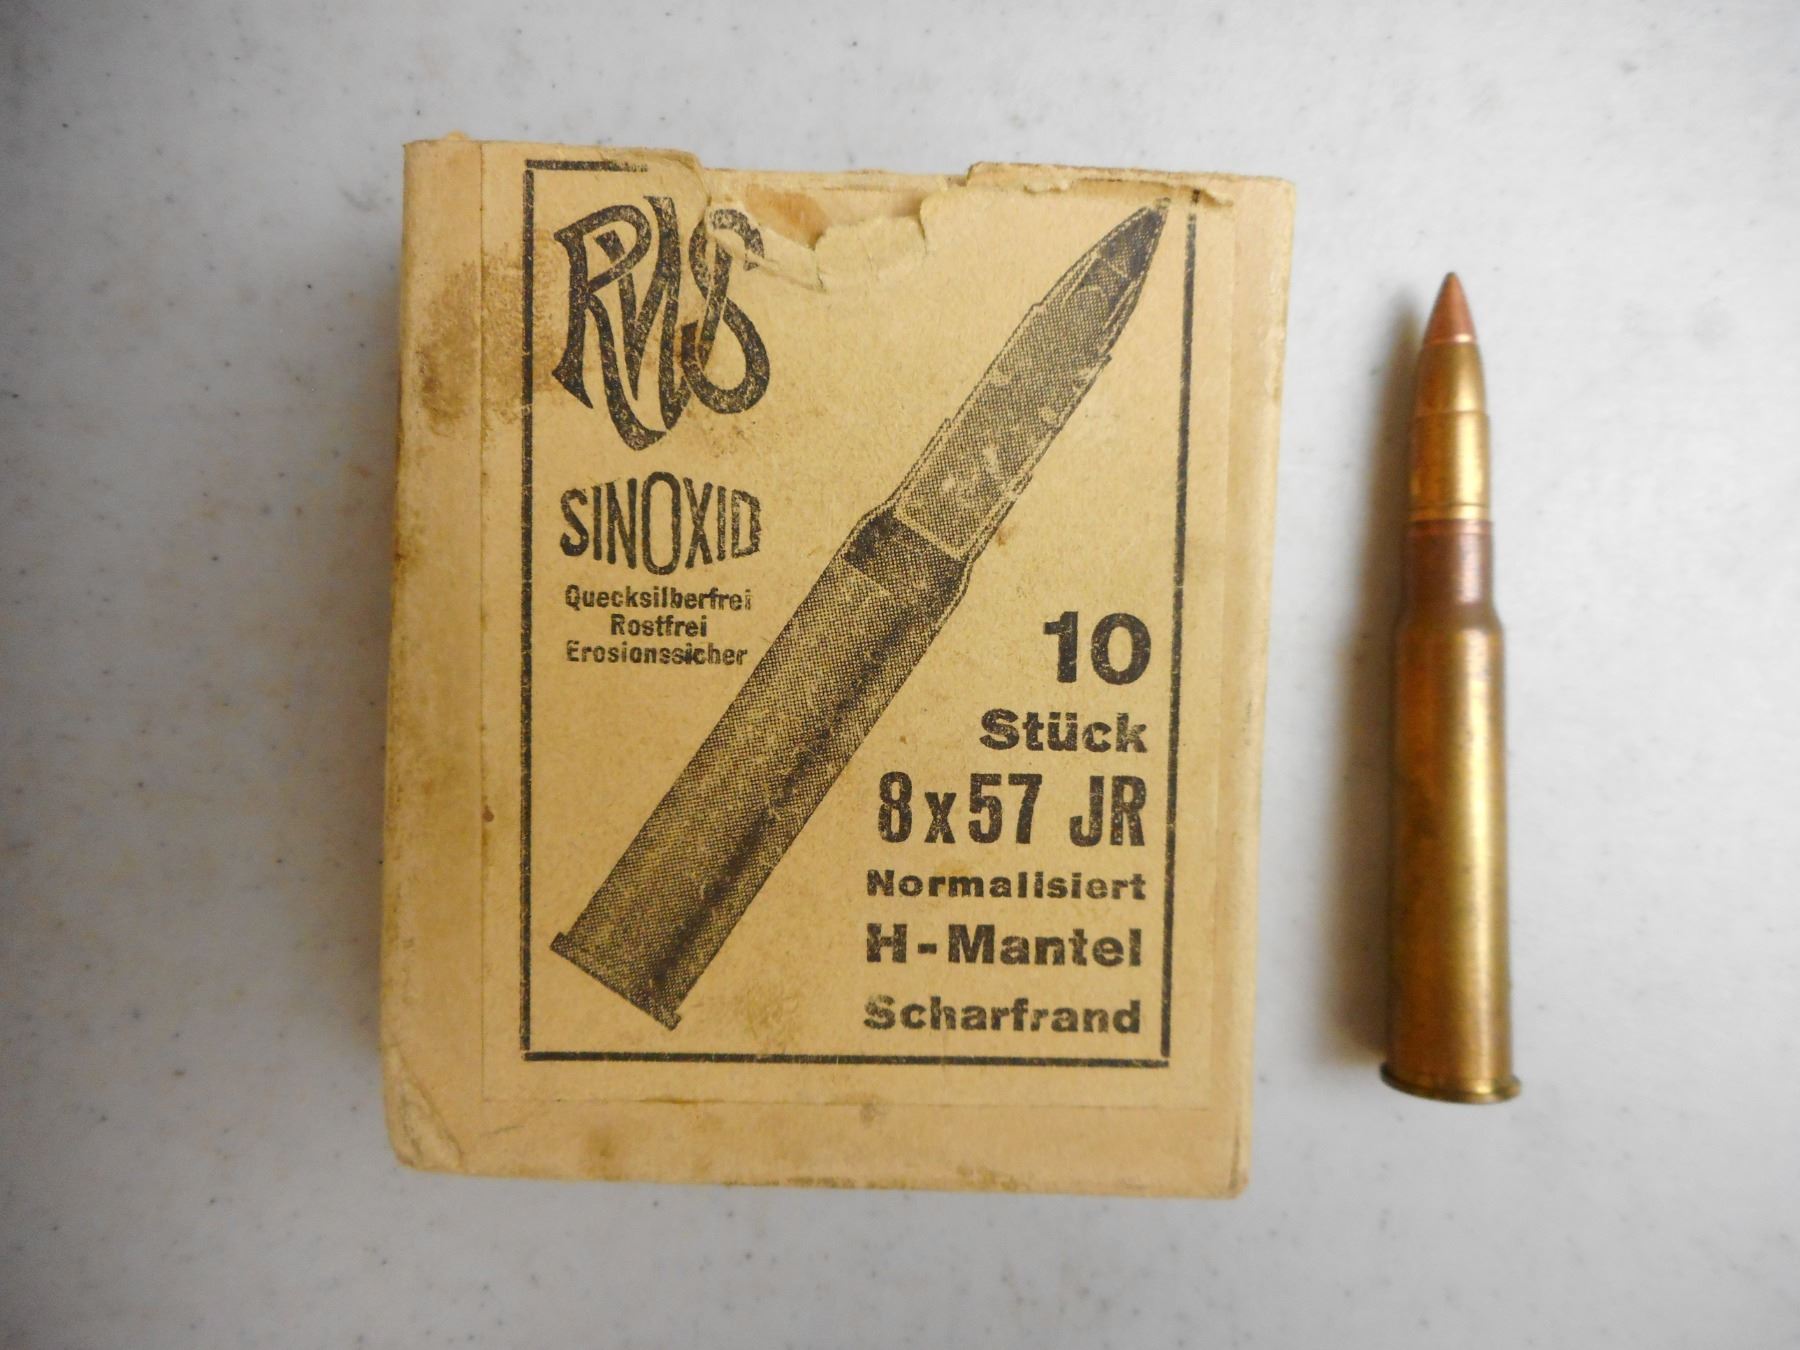 RWS
SINOXID
Quecksilberfrei
Rostfrei
Erosionssicher
10
Stück
8x57 JR
Normalisiert
H-Mantel
Scharfrand